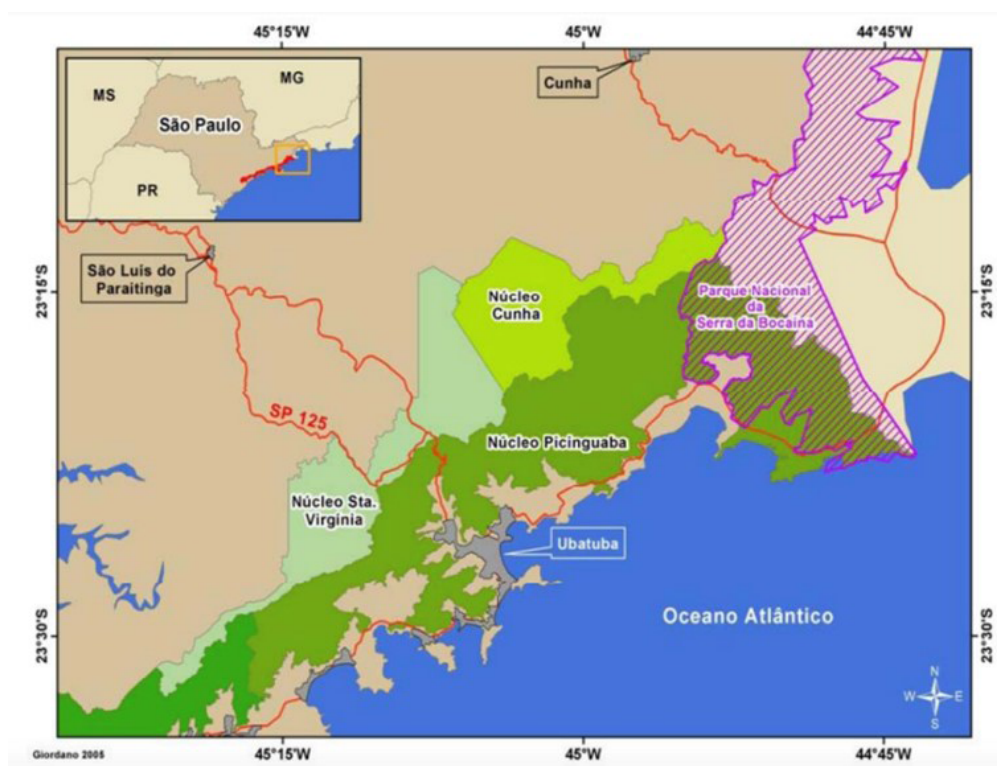 45°15'W
45°W
44°45'W
MS
MG
São Paulo
PR
Cunha
São Luís do
Paraitinga
23°15'S
23°15'S
Núcleo
Cunha
Parque Nacional
da
Serra da Bocaina
SP 125
Núcleo Picinguaba
Núcleo Sta.
Virgínia
Ubatuba
Oceano Atlântico
23°30'S
23°30'S
N
W
E
S
Giordano 2005
45°15'W
45°W
44°45'W